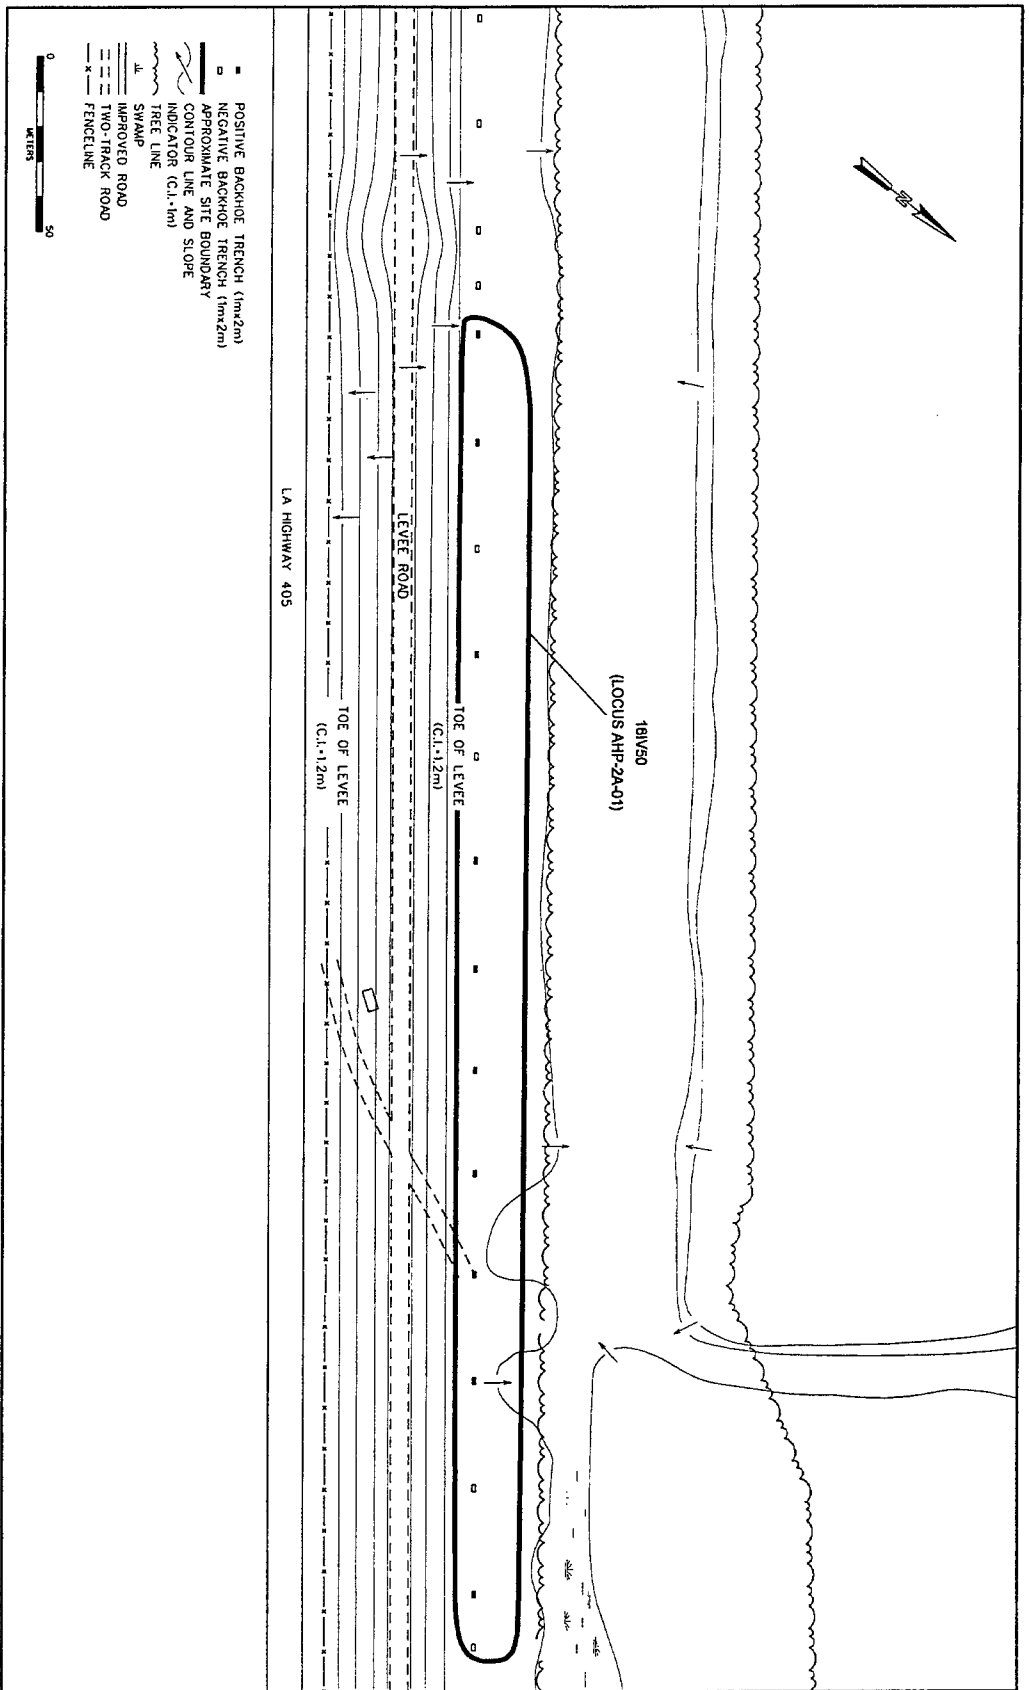 N
16IV50
(LOCUS AHP-2A-01)
TOE OF LEVEE
(C.I.=1.2m)
LEVEE ROAD
TOE OF LEVEE
(C.I.=1.2m)
LA HIGHWAY 405
POSITIVE BACKHOE TRENCH (1mx2m)
NEGATIVE BACKHOE TRENCH (1mx2m)
APPROXIMATE SITE BOUNDARY
CONTOUR LINE AND SLOPE
INDICATOR (C.I.=1m)
TREE LINE
SWAMP
IMPROVED ROAD
TWO-TRACK ROAD
FENCELINE
0 50
METERS